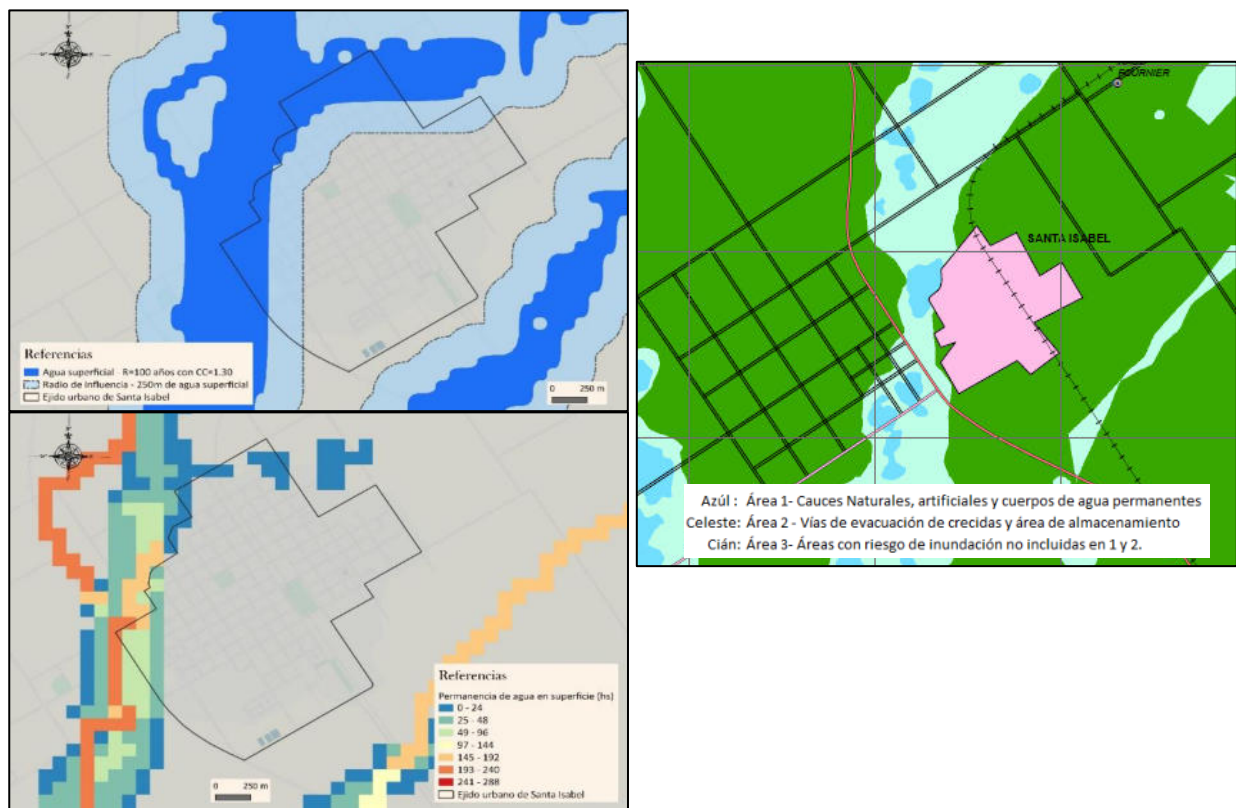 Referencias
Agua superficial - R=100 años con CC=1.30
Radio de Influencia - 250m de agua superficial
Ejido urbano de Santa Isabel
0 250 m
Referencias
Permanencia de agua en superficie (hs)
0 - 24
25 - 48
49 - 96
97 - 144
145 - 192
193 - 240
241 - 288
Ejido urbano de Santa Isabel
0 250 m
FOURNIER
SANTA ISABEL
Azúl : Área 1- Cauces Naturales, artificiales y cuerpos de agua permanentes
Celeste: Área 2 - Vías de evacuación de crecidas y área de almacenamiento
Cián: Área 3- Áreas con riesgo de inundación no incluidas en 1 y 2.